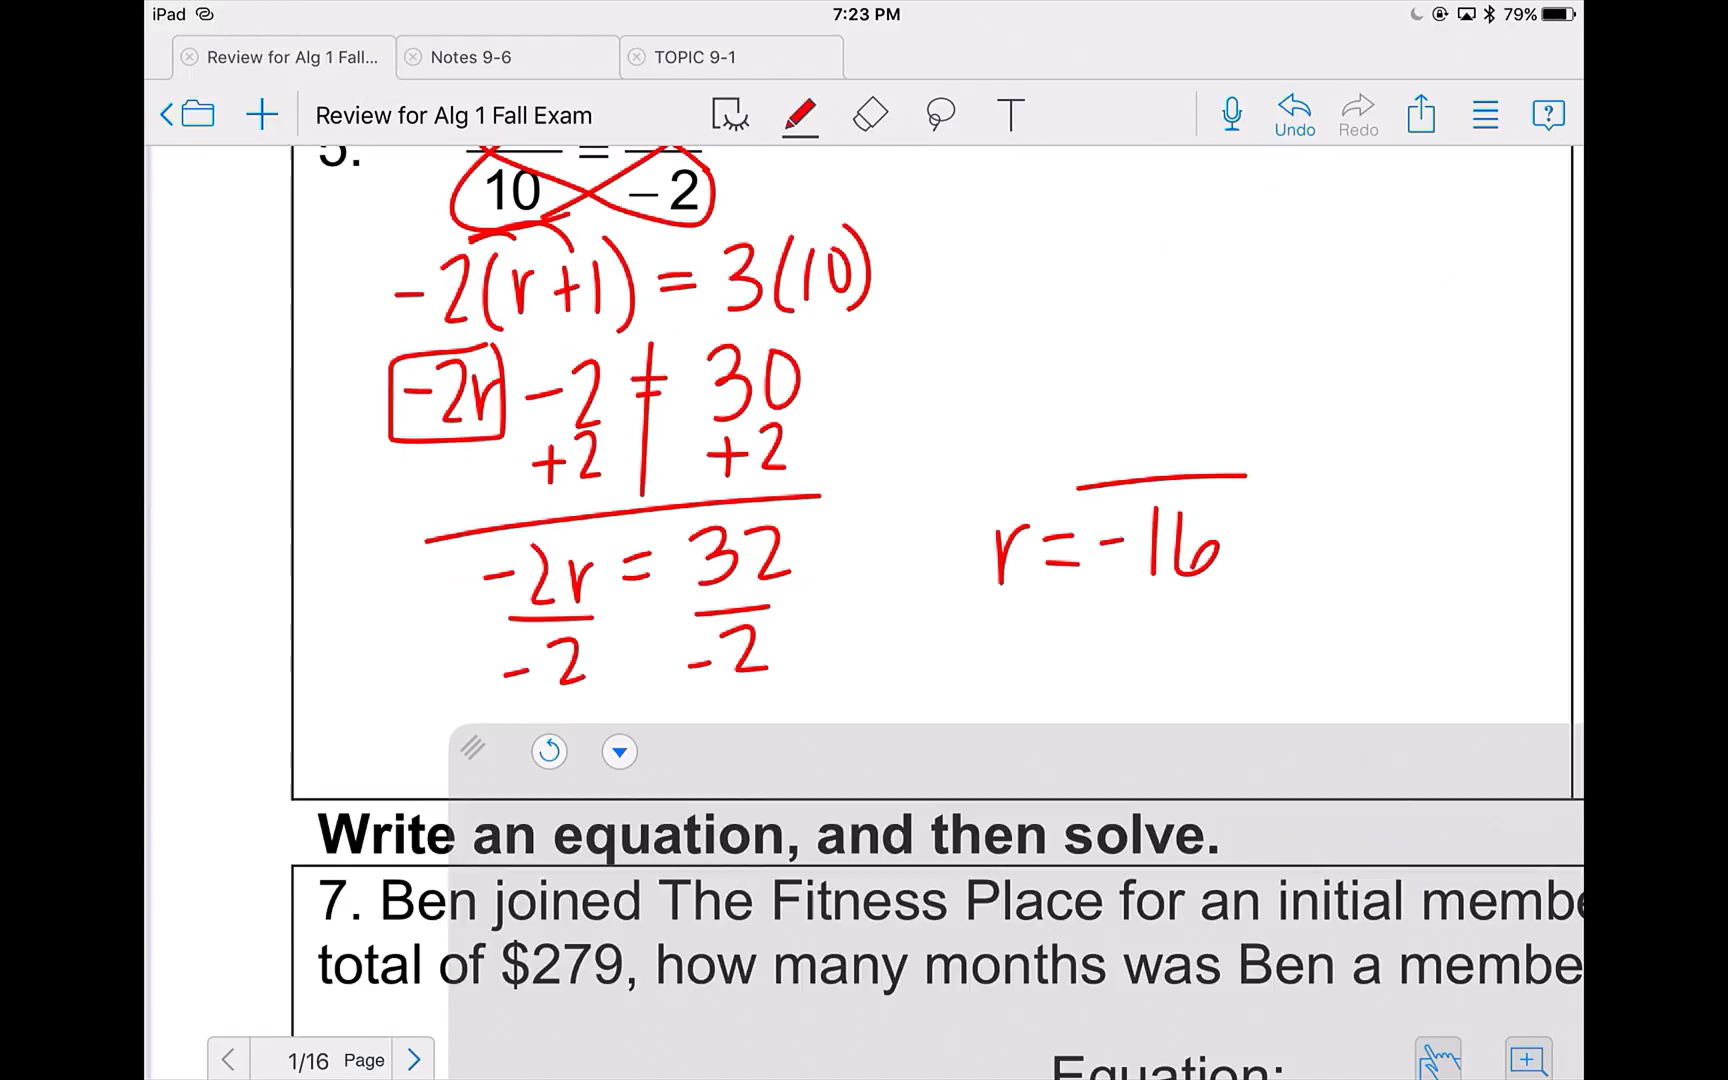 iPad 7:23 PM 79%
Review for Alg 1 Fall... Notes 9-6 TOPIC 9-1
Review for Alg 1 Fall Exam T Undo Redo ?
5. =
10 −2
-2(r+1) = 3(10)
-2r -2 = 30
+2 +2
-2r = 32
-2 -2
r = -16
Write an equation, and then solve.
7. Ben joined The Fitness Place for an initial membe
total of $279, how many months was Ben a membe
Equation:
1/16 Page